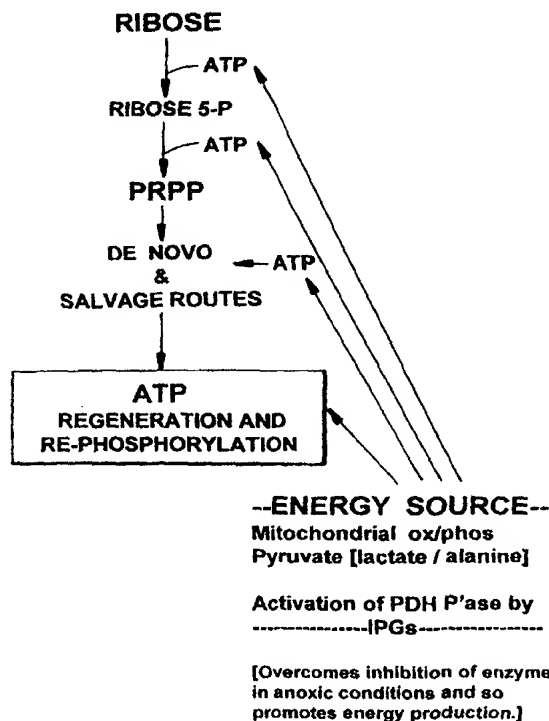 RIBOSE
ATP
RIBOSE 5-P
ATP
PRPP
DE NOVO
&
SALVAGE ROUTES
ATP
ATP
REGENERATION AND
RE-PHOSPHORYLATION
--ENERGY SOURCE--
Mitochondrial ox/phos
Pyruvate [lactate / alanine]
Activation of PDH P'ase by
---------------IPGs---------------
[Overcomes inhibition of enzyme
in anoxic conditions and so
promotes energy production.]